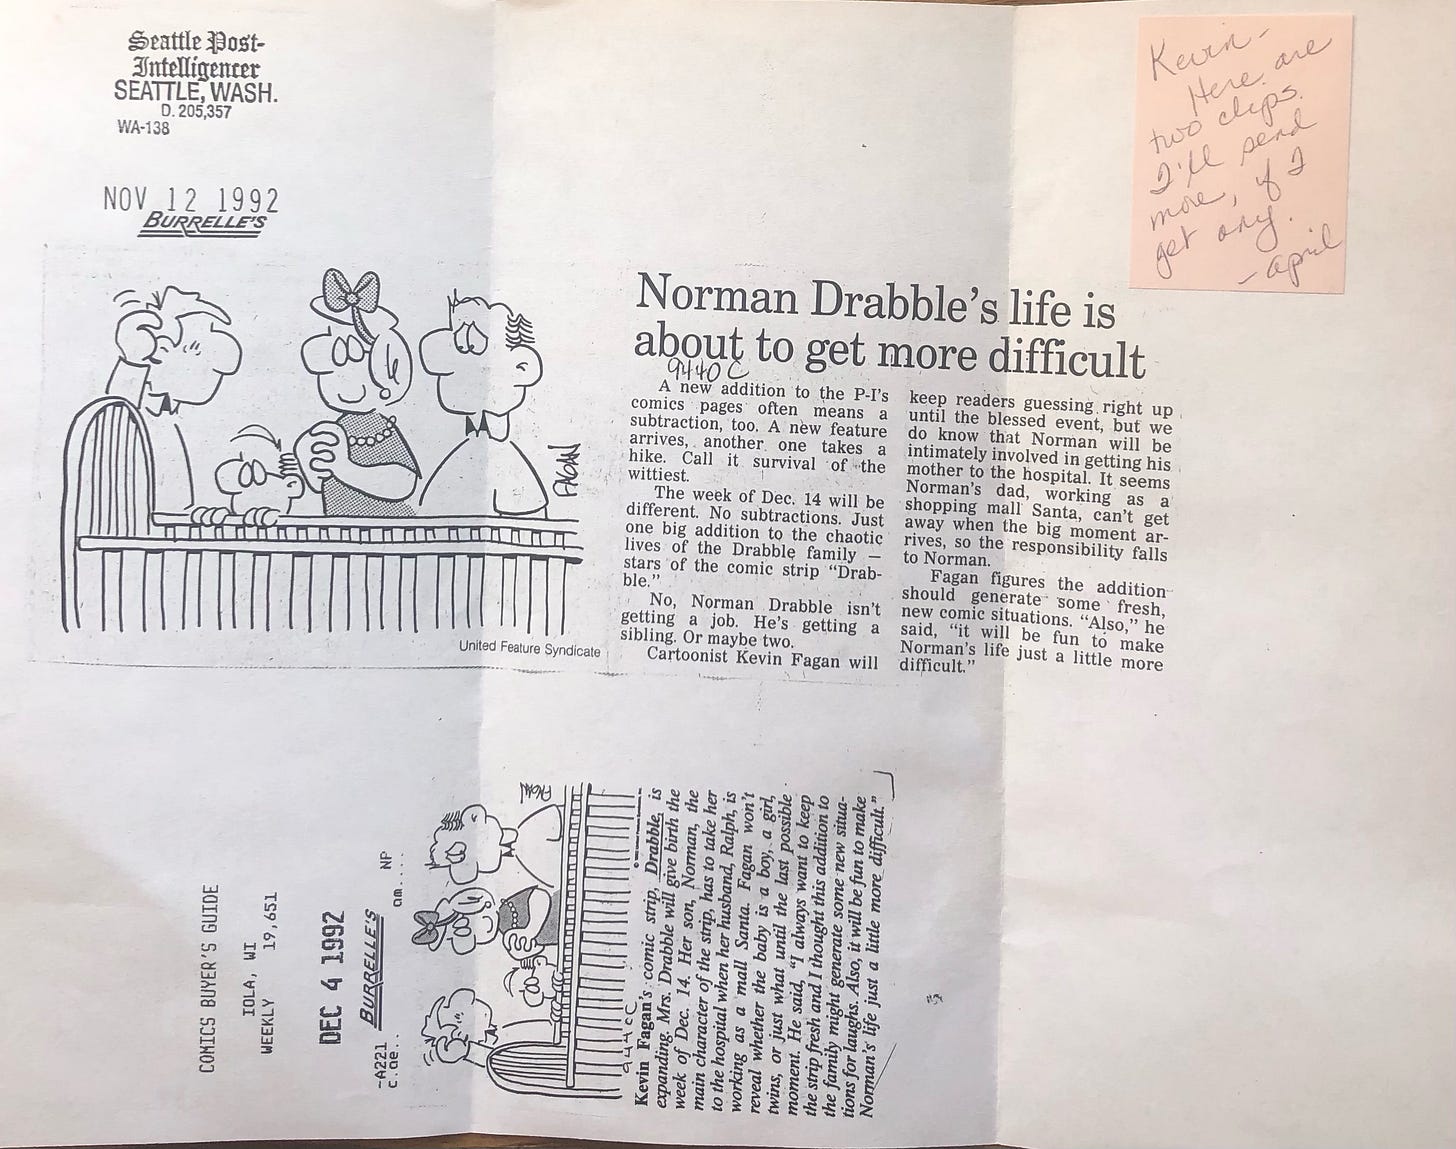 Seattle Post-
Intelligencer
SEATTLE, WASH.
D. 205,357
WA-138
NOV 12 1992
BURRELLE'S
Kevin-
Here are
two clips.
I'll send
more, if I
get any.
-April
FAGAN
United Feature Syndicate
Norman Drabble's life is
about to get more difficult
9440C
A new addition to the P-I's
comics pages often means a
subtraction, too. A new feature
arrives, another one takes a
hike. Call it survival of the
wittiest.
The week of Dec. 14 will be
different. No subtractions. Just
one big addition to the chaotic
lives of the Drabble family —
stars of the comic strip "Drab-
ble."
No, Norman Drabble isn't
getting a job. He's getting a
sibling. Or maybe two.
Cartoonist Kevin Fagan will
keep readers guessing right up
until the blessed event, but we
do know that Norman will be
intimately involved in getting his
mother to the hospital. It seems
Norman's dad, working as a
shopping mall Santa, can't get
away when the big moment ar-
rives, so the responsibility falls
to Norman.
Fagan figures the addition
should generate some fresh,
new comic situations. "Also," he
said, "it will be fun to make
Norman's life just a little more
difficult."
COMICS BUYER'S GUIDE
IOLA, WI
WEEKLY 19,651
DEC 4 1992
BURRELLE'S
-A221 NP
c.ae.. am....
FAGAN
9440C
Kevin Fagan's comic strip, Drabble, is
expanding. Mrs. Drabble will give birth the
week of Dec. 14. Her son, Norman, the
main character of the strip, has to take her
to the hospital when her husband, Ralph, is
working as a mall Santa. Fagan won't
reveal whether the baby is a boy, a girl,
twins, or just what until the last possible
moment. He said, "I always want to keep
the strip fresh and I thought this addition to
the family might generate some new situa-
tions for laughs. Also, it will be fun to make
Norman's life just a little more difficult."